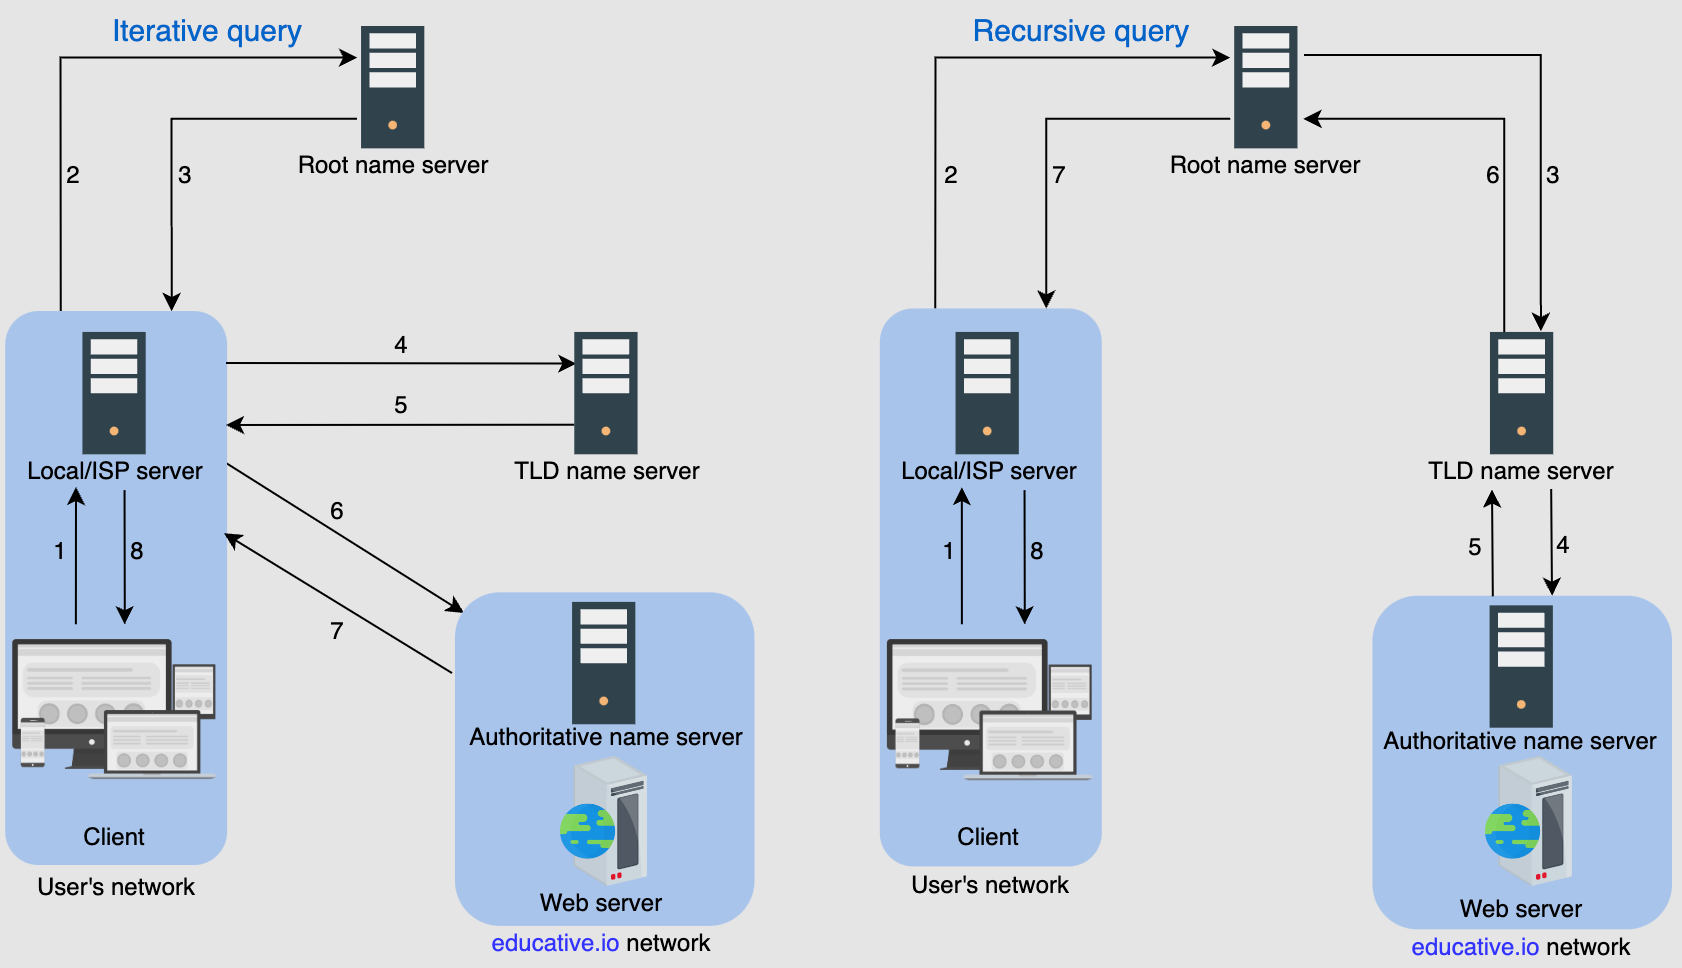 Iterative query
Root name server
2
3
4
5
Local/ISP server
TLD name server
6
1
8
7
Authoritative name server
Client
User's network
Web server
educative.io network
Recursive query
Root name server
2
7
6
3
Local/ISP server
TLD name server
1
8
5
4
Authoritative name server
Client
User's network
Web server
educative.io network